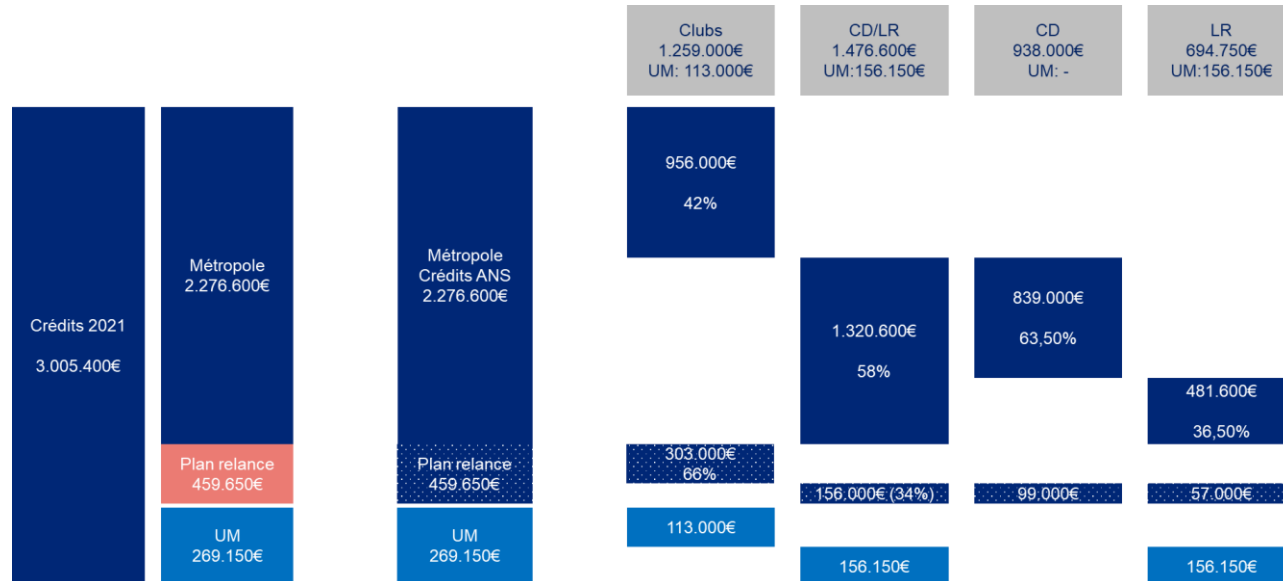 Clubs
1.259.000€
UM: 113.000€
CD/LR
1.476.600€
UM:156.150€
CD
938.000€
UM: -
LR
694.750€
UM:156.150€
Crédits 2021
3.005.400€
Métropole
2.276.600€
Plan relance
459.650€
UM
269.150€
Métropole
Crédits ANS
2.276.600€
Plan relance
459.650€
UM
269.150€
956.000€
42%
303.000€
66%
113.000€
1.320.600€
58%
156.000€ (34%)
156.150€
839.000€
63,50%
99.000€
481.600€
36,50%
57.000€
156.150€